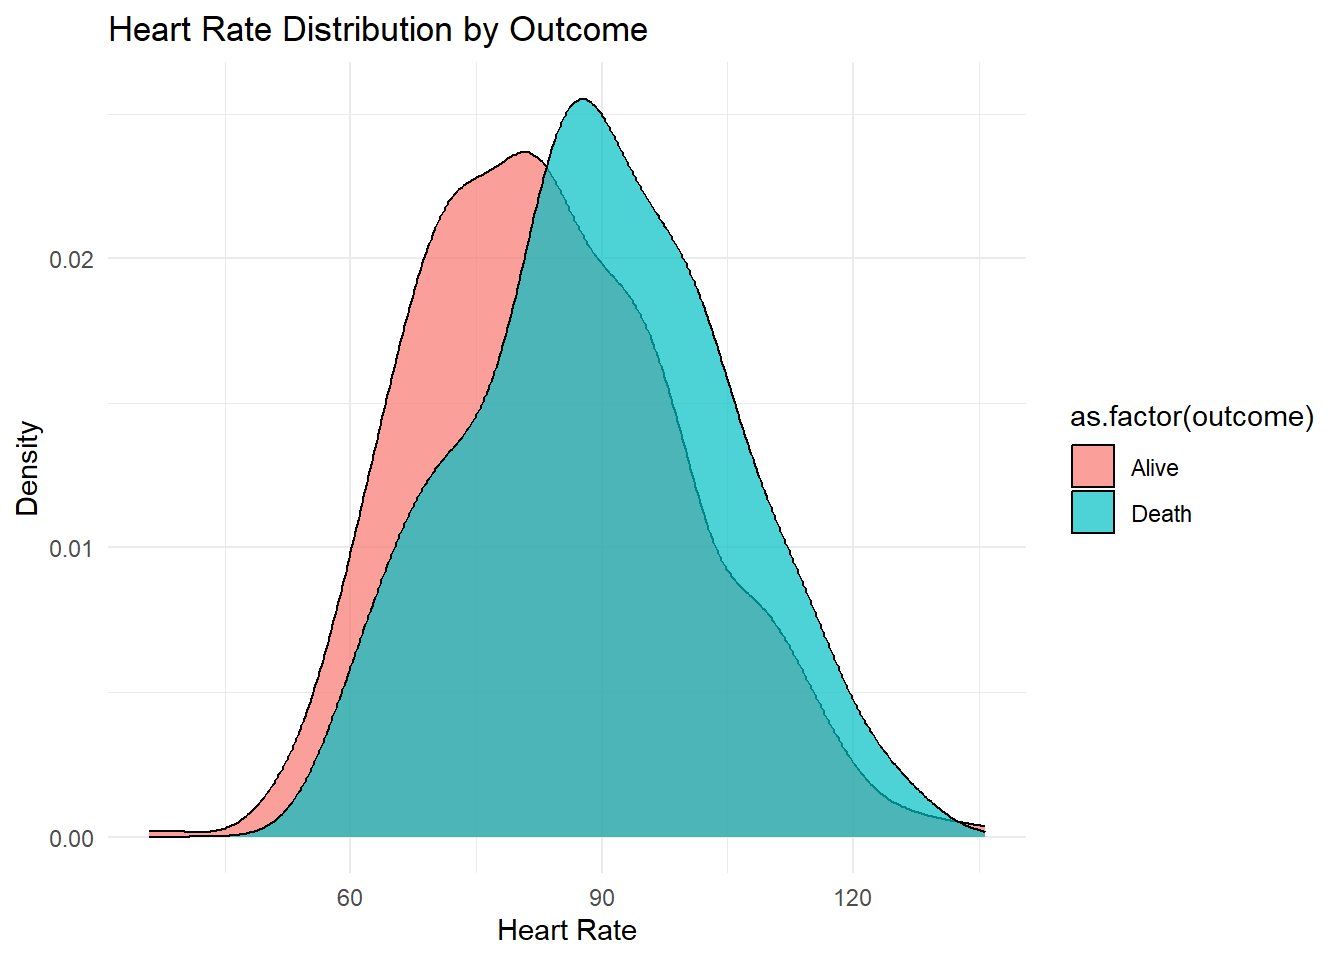 Heart Rate Distribution by Outcome
Density
0.02
0.01
0.00
60 90 120
Heart Rate
as.factor(outcome)
Alive
Death